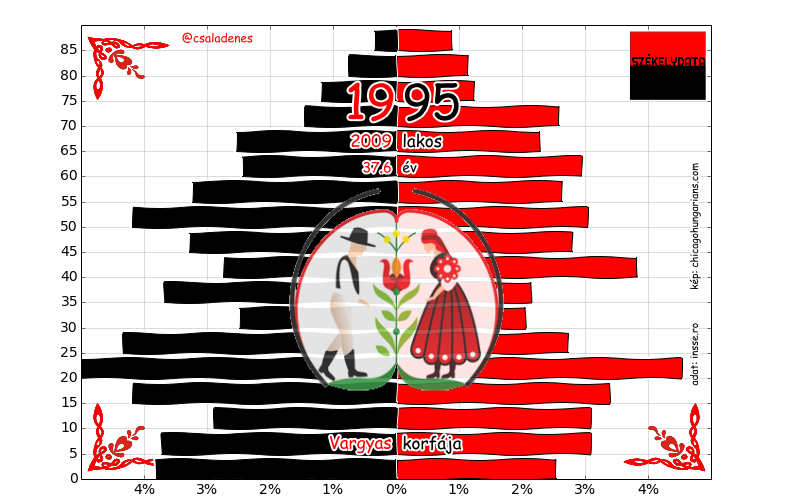 @csaladenes
SZÉKELYDATA
1995
2009 lakos
37.6 év
Vargyas korfája
kép: chicagohungarians.com
adat: insse.ro
85
80
75
70
65
60
55
50
45
40
35
30
25
20
15
10
5
0
4% 3% 2% 1% 0% 1% 2% 3% 4%